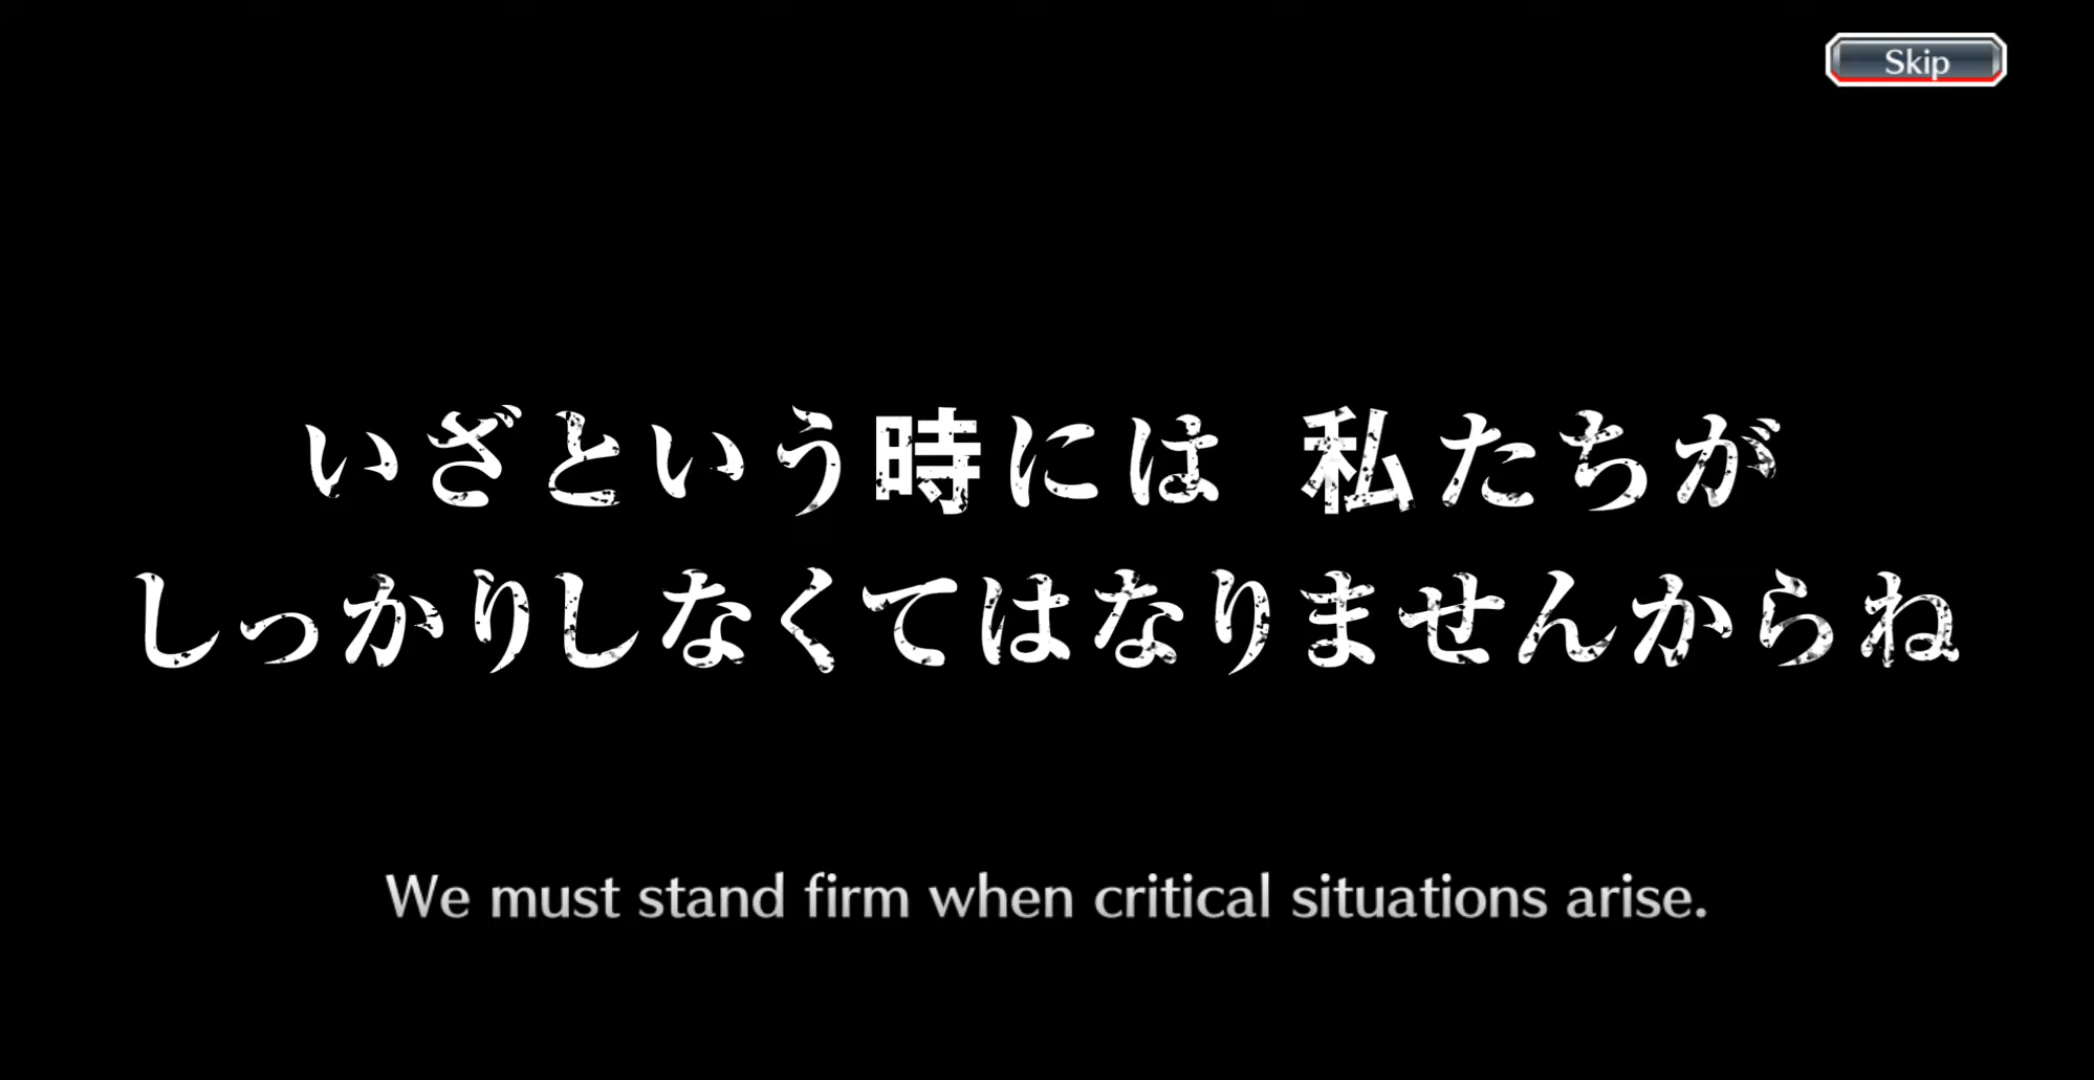 Skip
いざという時には 私たちが
しっかりしなくてはなりませんからね
We must stand firm when critical situations arise.